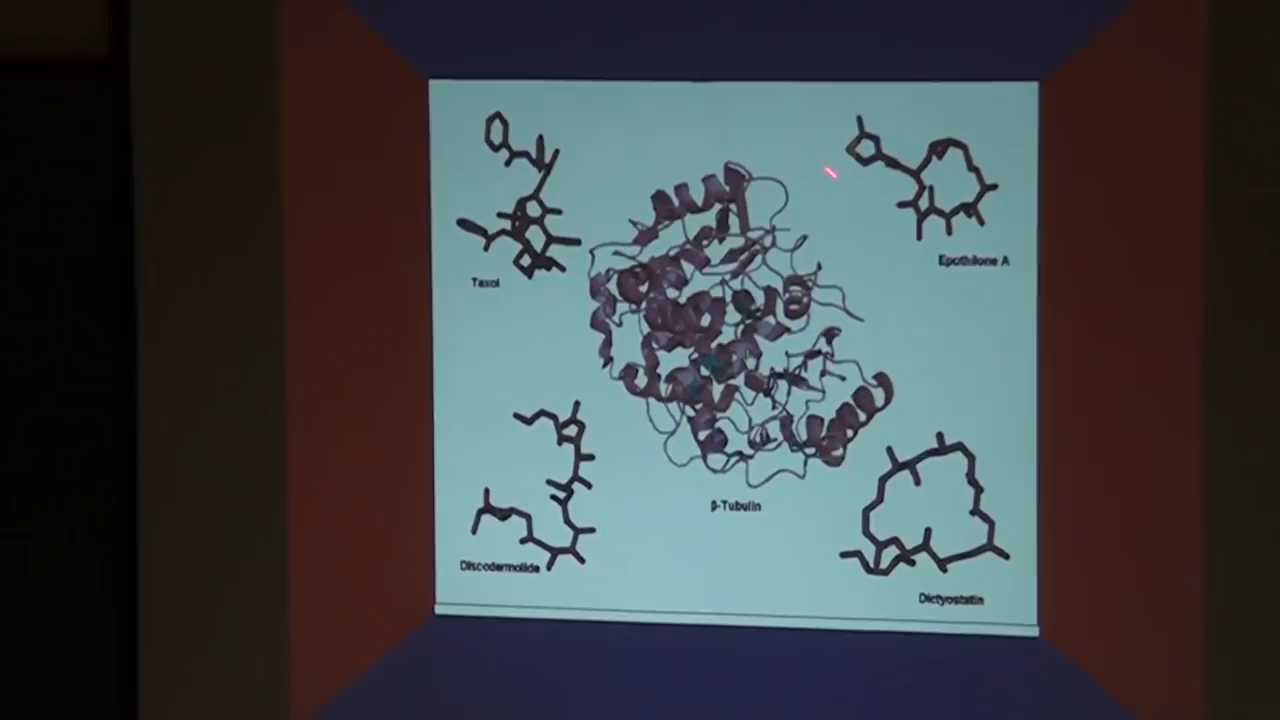 Taxol
Epothilone A
β-Tubulin
Discodermolide
Dictyostatin